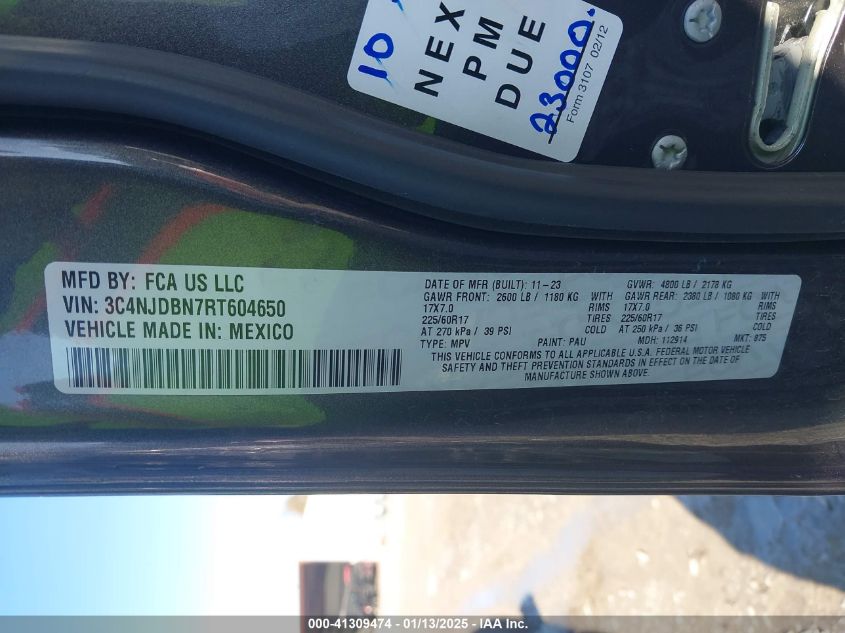 10
NEX
PM
DUE
23000.
Form 3107 02/12
MFD BY: FCA US LLC
VIN: 3C4NJDBN7RT604650
VEHICLE MADE IN: MEXICO
DATE OF MFR (BUILT): 11-23 GVWR: 4800 LB / 2178 KG
GAWR FRONT: 2600 LB / 1180 KG WITH GAWR REAR: 2380 LB / 1080 KG WITH
17X7.0 RIMS 17X7.0 RIMS
225/60R17 TIRES 225/60R17 TIRES
AT 270 kPa / 39 PSI COLD AT 250 kPa / 36 PSI COLD
TYPE: MPV PAINT: PAU MDH: 112914 MKT: 875
THIS VEHICLE CONFORMS TO ALL APPLICABLE U.S.A. FEDERAL MOTOR VEHICLE
SAFETY AND THEFT PREVENTION STANDARDS IN EFFECT ON THE DATE OF
MANUFACTURE SHOWN ABOVE.
000-41309474 - 01/13/2025 - IAA Inc.